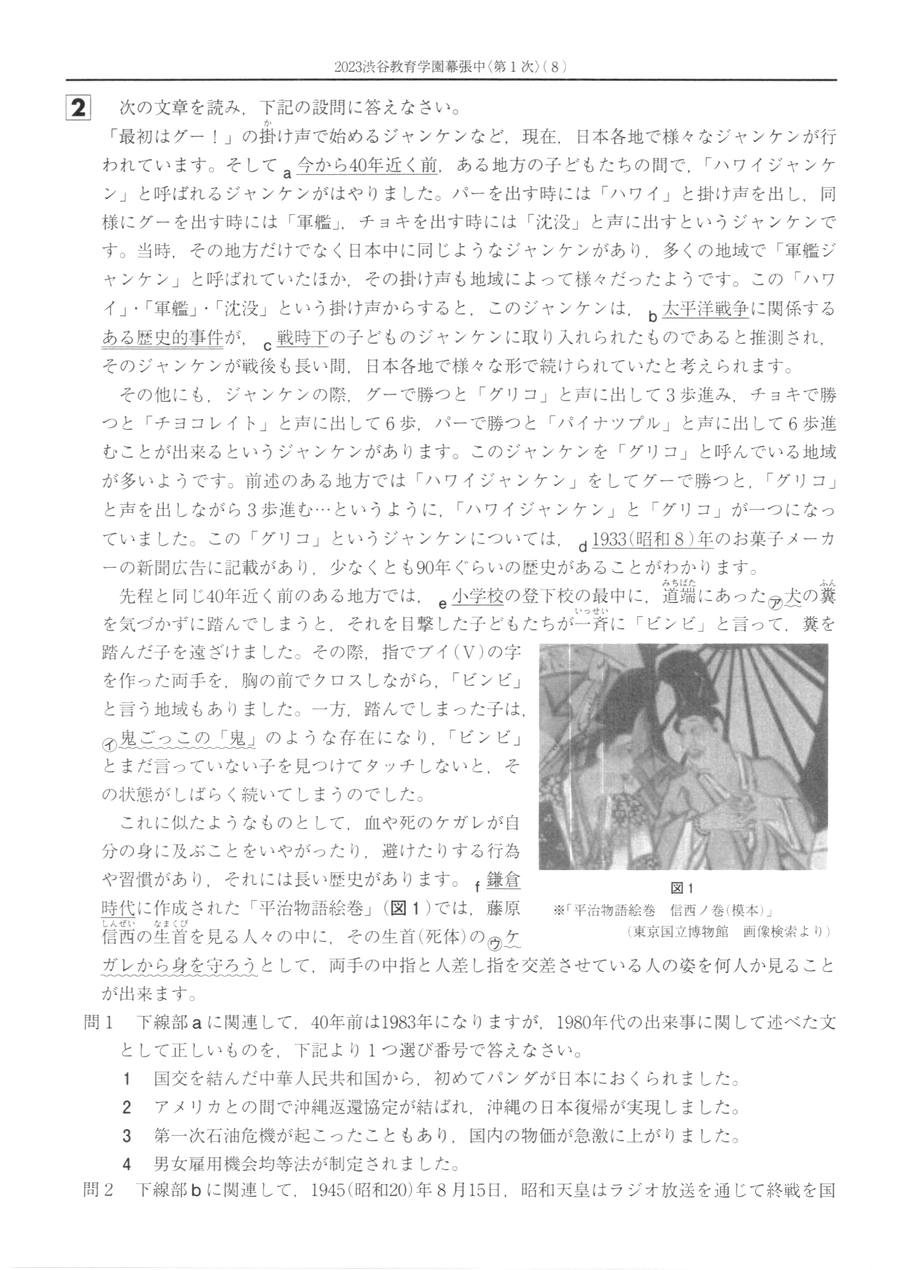 2023渋谷教育学園幕張中〈第1次〉(8)
2 次の文章を読み，下記の設問に答えなさい。
「最初はグー！」の掛け声で始めるジャンケンなど，現在，日本各地で様々なジャンケンが行
われています。そして a 今から40年近く前，ある地方の子どもたちの間で，「ハワイジャンケ
ン」と呼ばれるジャンケンがはやりました。パーを出す時には「ハワイ」と掛け声を出し，同
様にグーを出す時には「軍艦」，チョキを出す時には「沈没」と声に出すというジャンケンで
す。当時，その地方だけでなく日本中に同じようなジャンケンがあり，多くの地域で「軍艦ジ
ャンケン」と呼ばれていたほか，その掛け声も地域によって様々だったようです。この「ハワ
イ」・「軍艦」・「沈没」という掛け声からすると，このジャンケンは， b 太平洋戦争に関係する
ある歴史的事件が， c 戦時下の子どものジャンケンに取り入れられたものであると推測され，
そのジャンケンが戦後も長い間，日本各地で様々な形で続けられていたと考えられます。
その他にも，ジャンケンの際，グーで勝つと「グリコ」と声に出して3歩進み，チョキで勝
つと「チヨコレイト」と声に出して6歩，パーで勝つと「パイナツプル」と声に出して6歩進
むことが出来るというジャンケンがあります。このジャンケンを「グリコ」と呼んでいる地域
が多いようです。前述のある地方では「ハワイジャンケン」をしてグーで勝つと，「グリコ」
と声を出しながら3歩進む…というように，「ハワイジャンケン」と「グリコ」が一つになっ
ていました。この「グリコ」というジャンケンについては， d 1933(昭和8)年のお菓子メーカ
ーの新聞広告に記載があり，少なくとも90年ぐらいの歴史があることがわかります。
先程と同じ40年近く前のある地方では， e 小学校の登下校の最中に，道端にあった㋐犬の糞
を気づかずに踏んでしまうと，それを目撃した子どもたちが一斉に「ビンビ」と言って，糞を
踏んだ子を遠ざけました。その際，指でブイ(V)の字
を作った両手を，胸の前でクロスしながら，「ビンビ」
と言う地域もありました。一方，踏んでしまった子は，
㋑鬼ごっこの「鬼」のような存在になり，「ビンビ」
とまだ言っていない子を見つけてタッチしないと，そ
の状態がしばらく続いてしまうのでした。
これに似たようなものとして，血や死のケガレが自
分の身に及ぶことをいやがったり，避けたりする行為
や習慣があり，それには長い歴史があります。 f 鎌倉
時代に作成された「平治物語絵巻」(図1)では，藤原
信西の生首を見る人々の中に，その生首(死体)の㋒ケ
ガレから身を守ろうとして，両手の中指と人差し指を交差させている人の姿を何人か見ること
が出来ます。
図1
※「平治物語絵巻 信西ノ巻(模本)」
(東京国立博物館 画像検索より)
問1 下線部aに関連して，40年前は1983年になりますが，1980年代の出来事に関して述べた文
として正しいものを，下記より1つ選び番号で答えなさい。
1 国交を結んだ中華人民共和国から，初めてパンダが日本におくられました。
2 アメリカとの間で沖縄返還協定が結ばれ，沖縄の日本復帰が実現しました。
3 第一次石油危機が起こったこともあり，国内の物価が急激に上がりました。
4 男女雇用機会均等法が制定されました。
問2 下線部bに関連して，1945(昭和20)年8月15日，昭和天皇はラジオ放送を通じて終戦を国